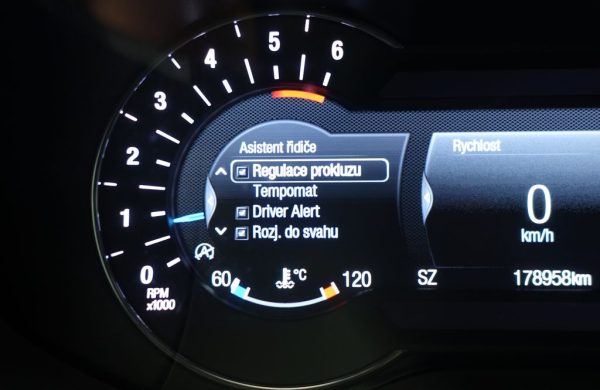 6
5
4
3
2
1
0
RPM
x1000
Asistent řidiče
Regulace prokluzu
Tempomat
Driver Alert
Rozj. do svahu
60 °C 120
Rychlost
0
km/h
SZ 178958km